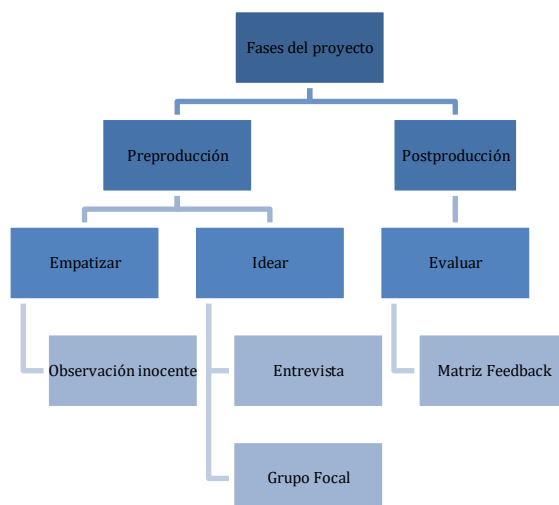 Fases del proyecto
Preproducción
Postproducción
Empatizar
Idear
Evaluar
Observación inocente
Entrevista
Matriz Feedback
Grupo Focal